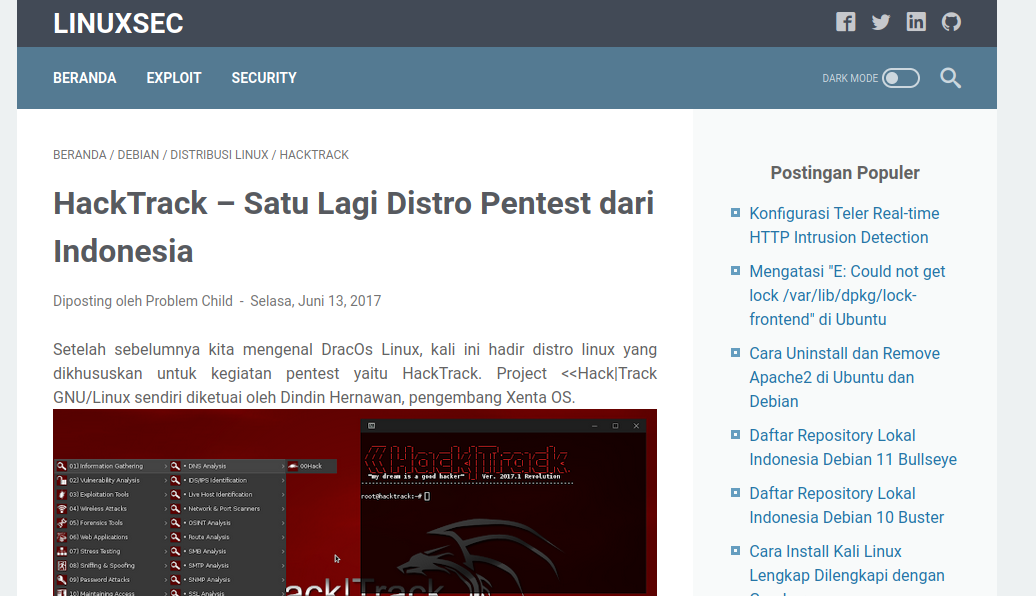 LINUXSEC
BERANDA EXPLOIT SECURITY
DARK MODE
BERANDA / DEBIAN / DISTRIBUSI LINUX / HACKTRACK
HackTrack – Satu Lagi Distro Pentest dari
Indonesia
Diposting oleh Problem Child - Selasa, Juni 13, 2017
Setelah sebelumnya kita mengenal DracOs Linux, kali ini hadir distro linux yang
dikhususkan untuk kegiatan pentest yaitu HackTrack. Project <<Hack|Track
GNU/Linux sendiri diketuai oleh Dindin Hernawan, pengembang Xenta OS.
01) Information Gathering
02) Vulnerability Analysis
03) Exploitation Tools
04) Wireless Attacks
05) Forensics Tools
06) Web Applications
07) Stress Testing
08) Sniffing & Spoofing
09) Password Attacks
10) Maintaining Access
• DNS Analysis
• IDS/IPS Identification
• Live Host Identification
• Network & Port Scanners
• OSINT Analysis
• Route Analysis
• SMB Analysis
• SMTP Analysis
• SNMP Analysis
• SSL Analysis
00Hack
<<Hack|Track
"my dream is a good hacker" Ver. 2017.1 Revolution
root@hacktrack:~#
ack|Track
Postingan Populer
Konfigurasi Teler Real-time
HTTP Intrusion Detection
Mengatasi "E: Could not get
lock /var/lib/dpkg/lock-
frontend" di Ubuntu
Cara Uninstall dan Remove
Apache2 di Ubuntu dan
Debian
Daftar Repository Lokal
Indonesia Debian 11 Bullseye
Daftar Repository Lokal
Indonesia Debian 10 Buster
Cara Install Kali Linux
Lengkap Dilengkapi dengan